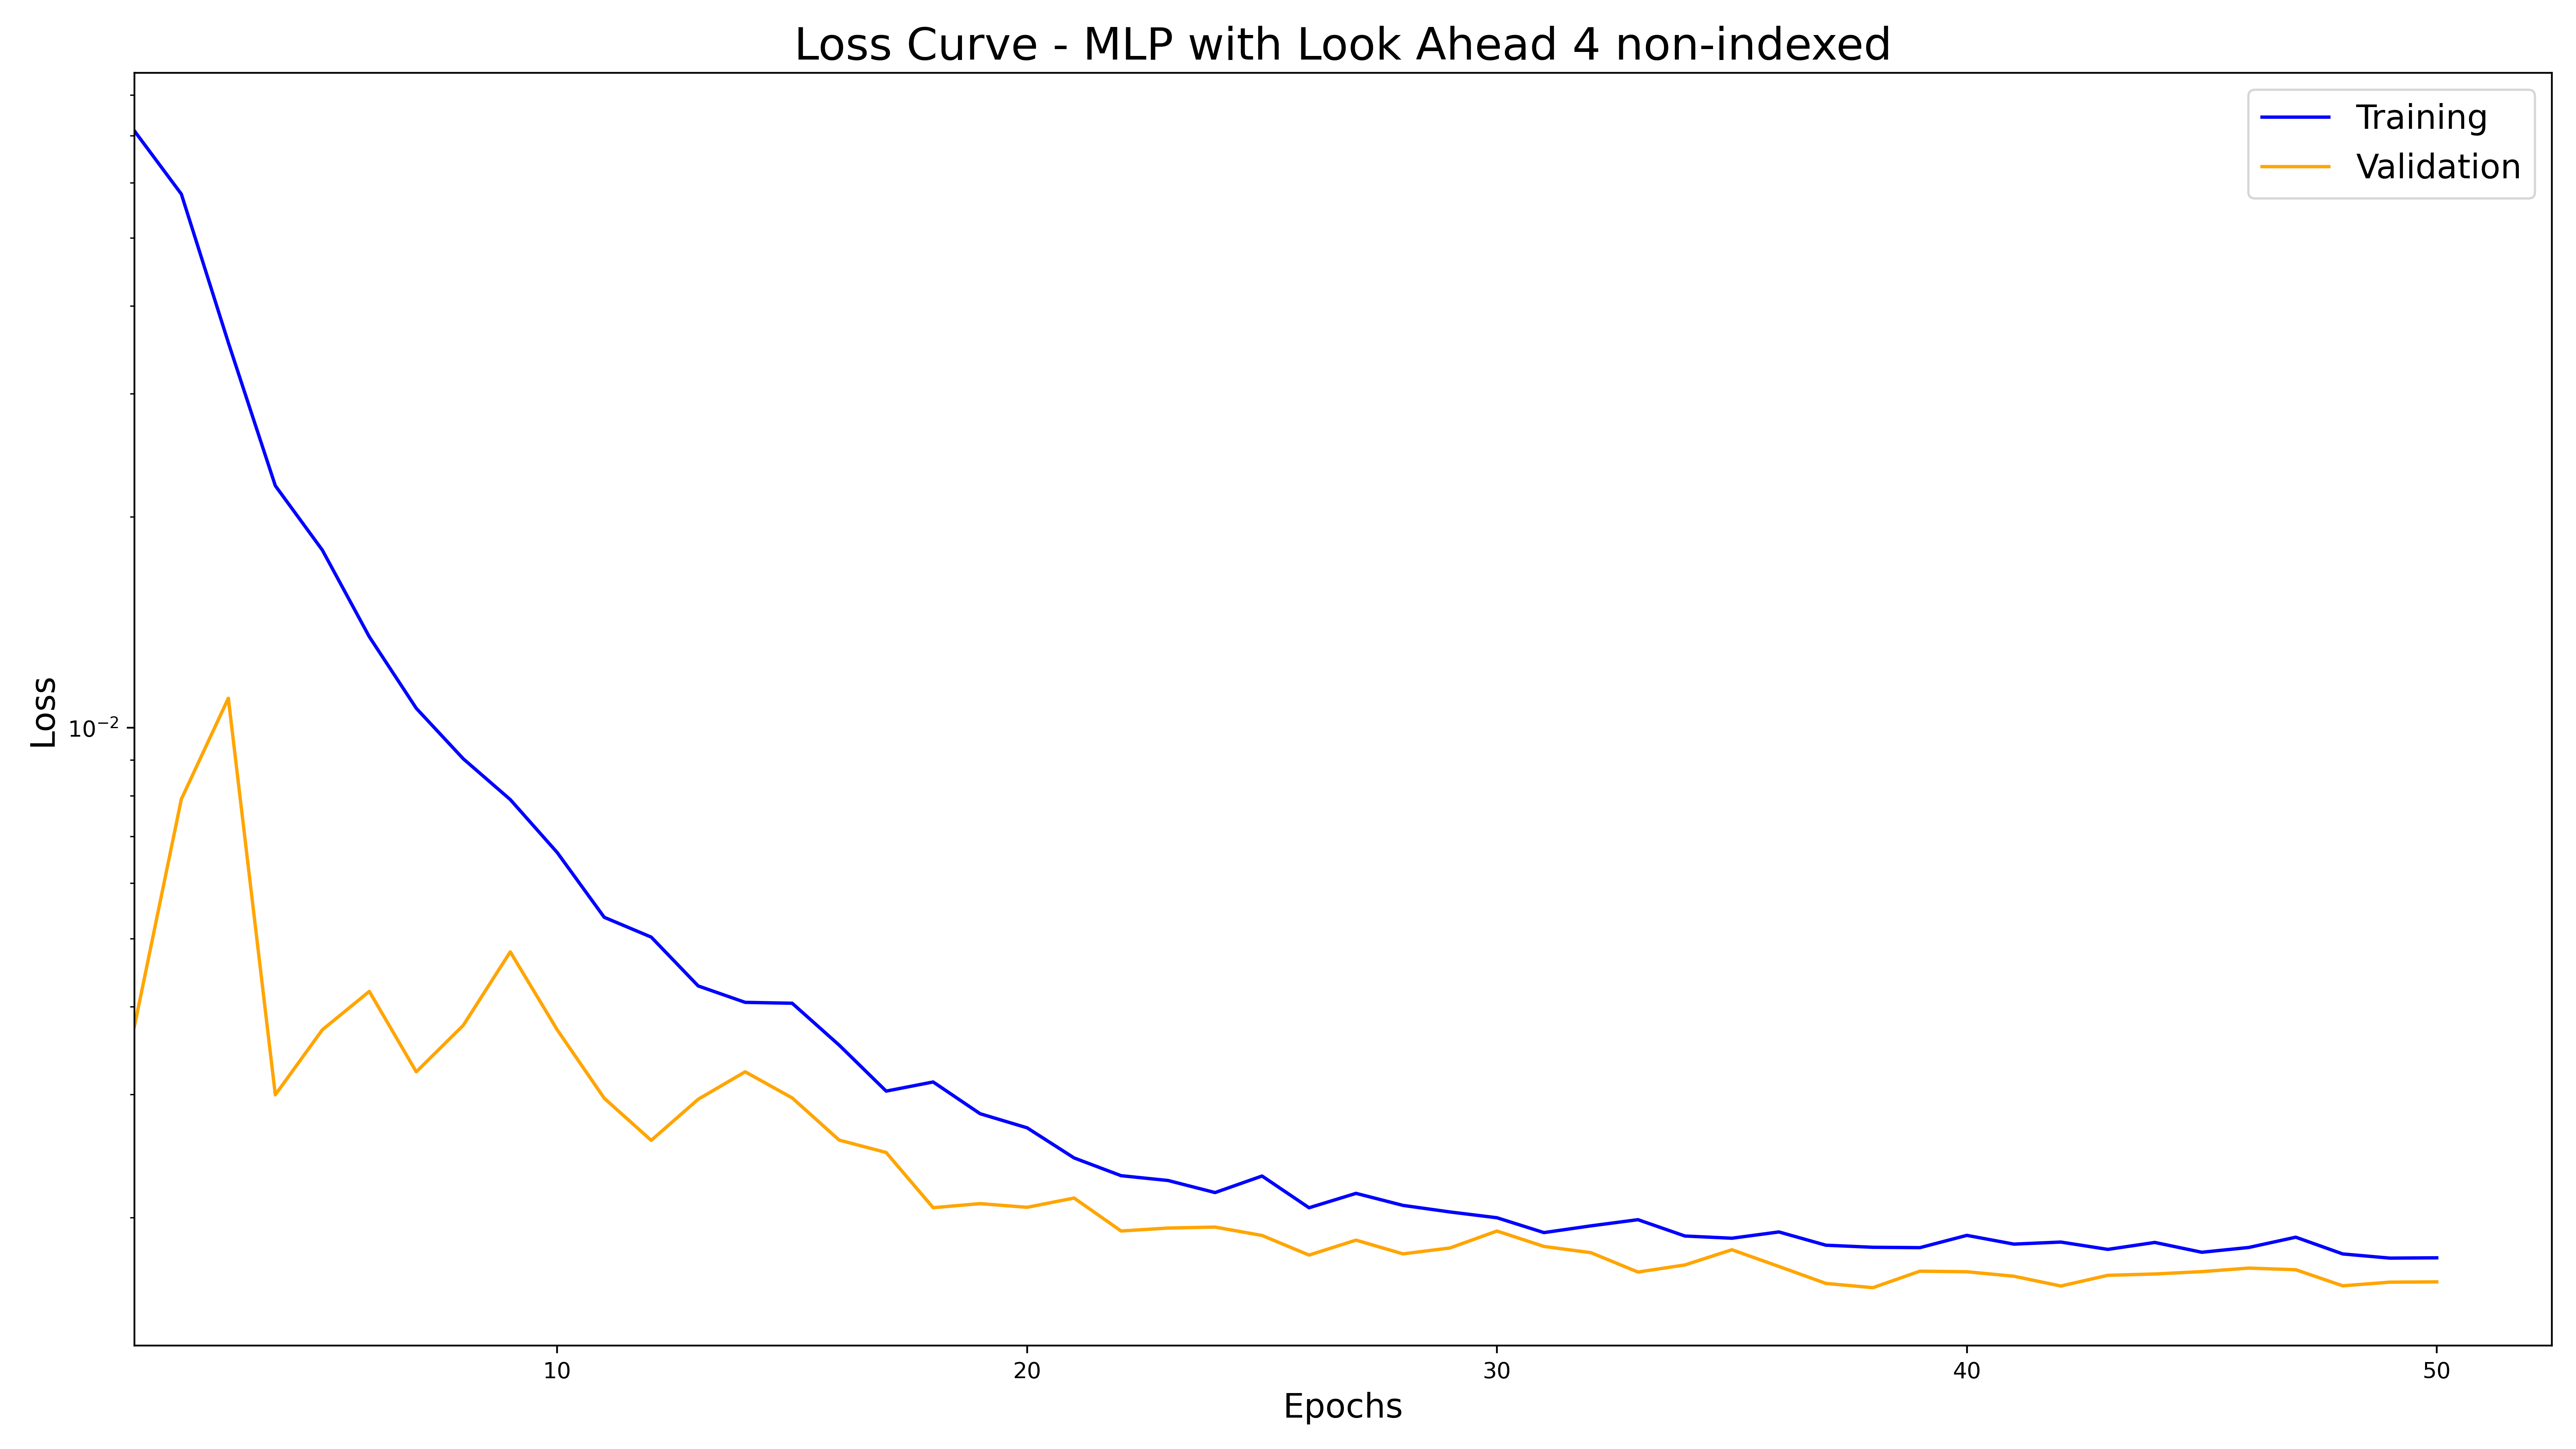 Loss Curve - MLP with Look Ahead 4 non-indexed
Training
Validation
Loss
10⁻²
10
20
30
40
50
Epochs